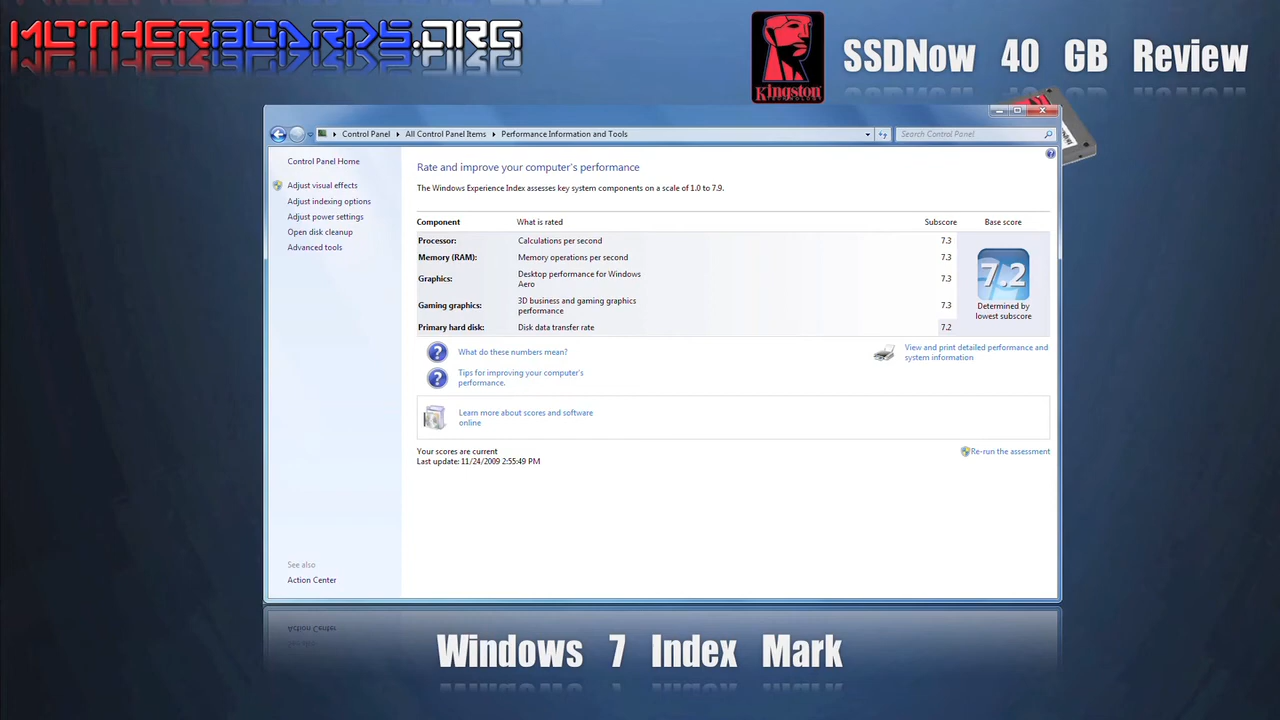 MOTHERBOARDS.ORG
Kingston
TECHNOLOGY
SSDNow 40 GB Review
Control Panel
All Control Panel Items
Performance Information and Tools
Search Control Panel
Control Panel Home
Adjust visual effects
Adjust indexing options
Adjust power settings
Open disk cleanup
Advanced tools
See also
Action Center
Rate and improve your computer's performance
The Windows Experience Index assesses key system components on a scale of 1.0 to 7.9.
Component What is rated Subscore Base score
Processor: Calculations per second 7.3
Memory (RAM): Memory operations per second 7.3
Graphics: Desktop performance for Windows
Aero 7.3
Gaming graphics: 3D business and gaming graphics
performance 7.3
Primary hard disk: Disk data transfer rate 7.2
7.2
Determined by
lowest subscore
What do these numbers mean?
Tips for improving your computer's
performance.
View and print detailed performance and
system information
Learn more about scores and software
online
Your scores are current
Last update: 11/24/2009 2:55:49 PM
Re-run the assessment
Action Center
Windows 7 Index Mark